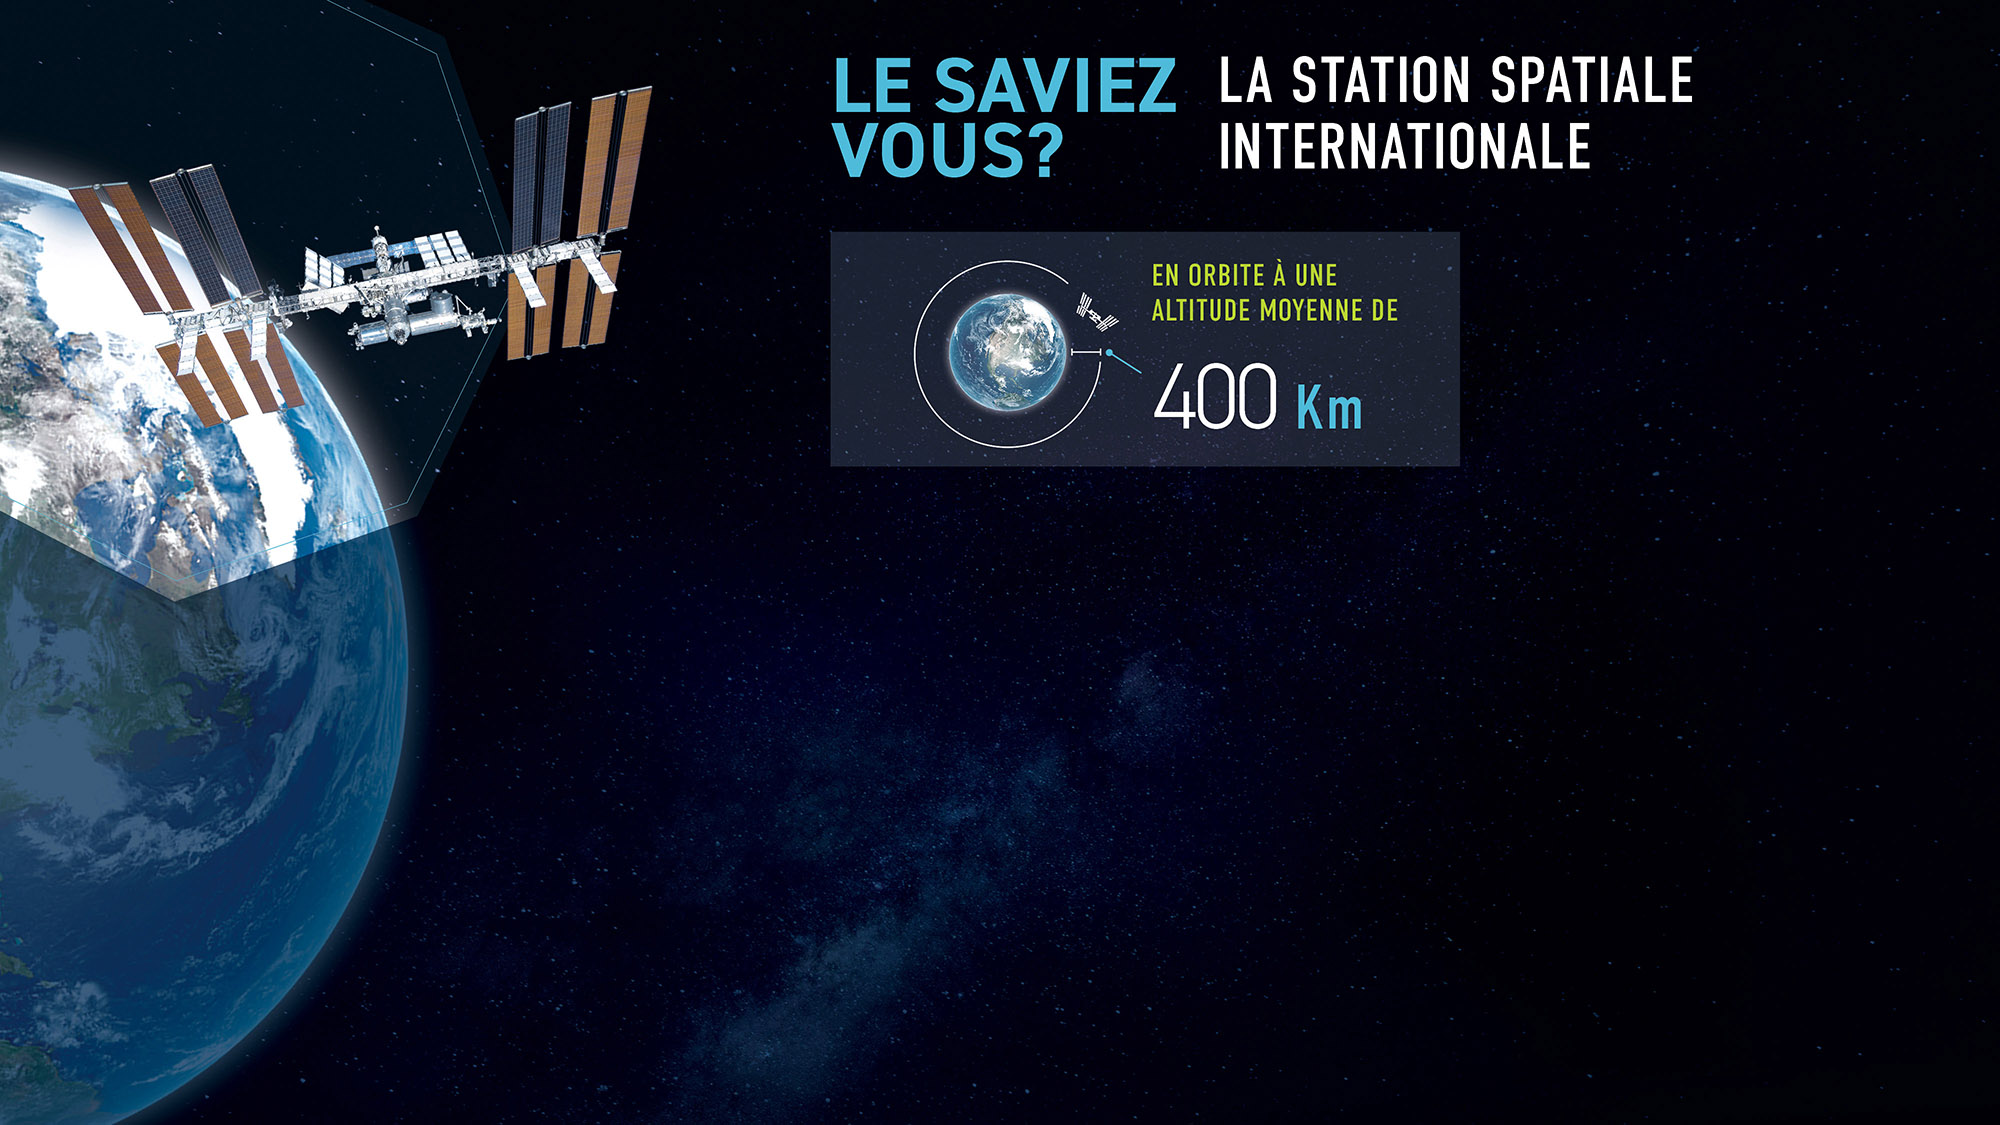 LE SAVIEZ
VOUS?
LA STATION SPATIALE
INTERNATIONALE
EN ORBITE À UNE
ALTITUDE MOYENNE DE
400 Km